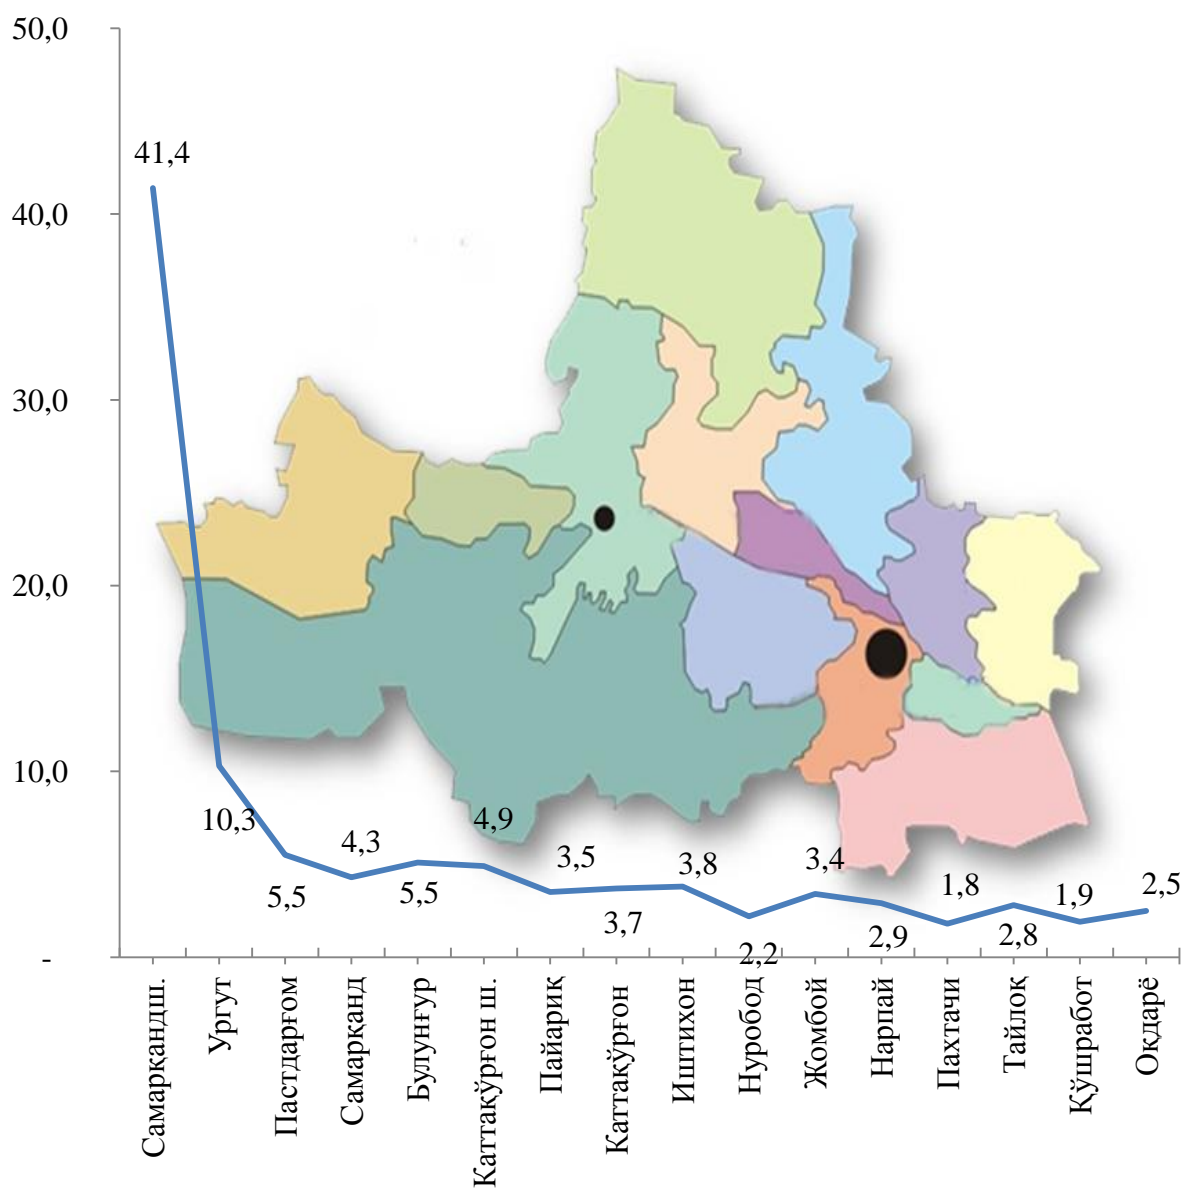 50,0
40,0
30,0
20,0
10,0
-
41,4
10,3
5,5
4,3
5,5
4,9
3,5
3,7
3,8
2,2
3,4
2,9
1,8
2,8
1,9
2,5
Самарқандш.
Ургут
Пастдарғом
Самарқанд
Булунғур
Каттақўрғон ш.
Пайариқ
Каттақўрғон
Иштихон
Нуробод
Жомбой
Нарпай
Пахтачи
Тайлоқ
Қўшработ
Оқдарё